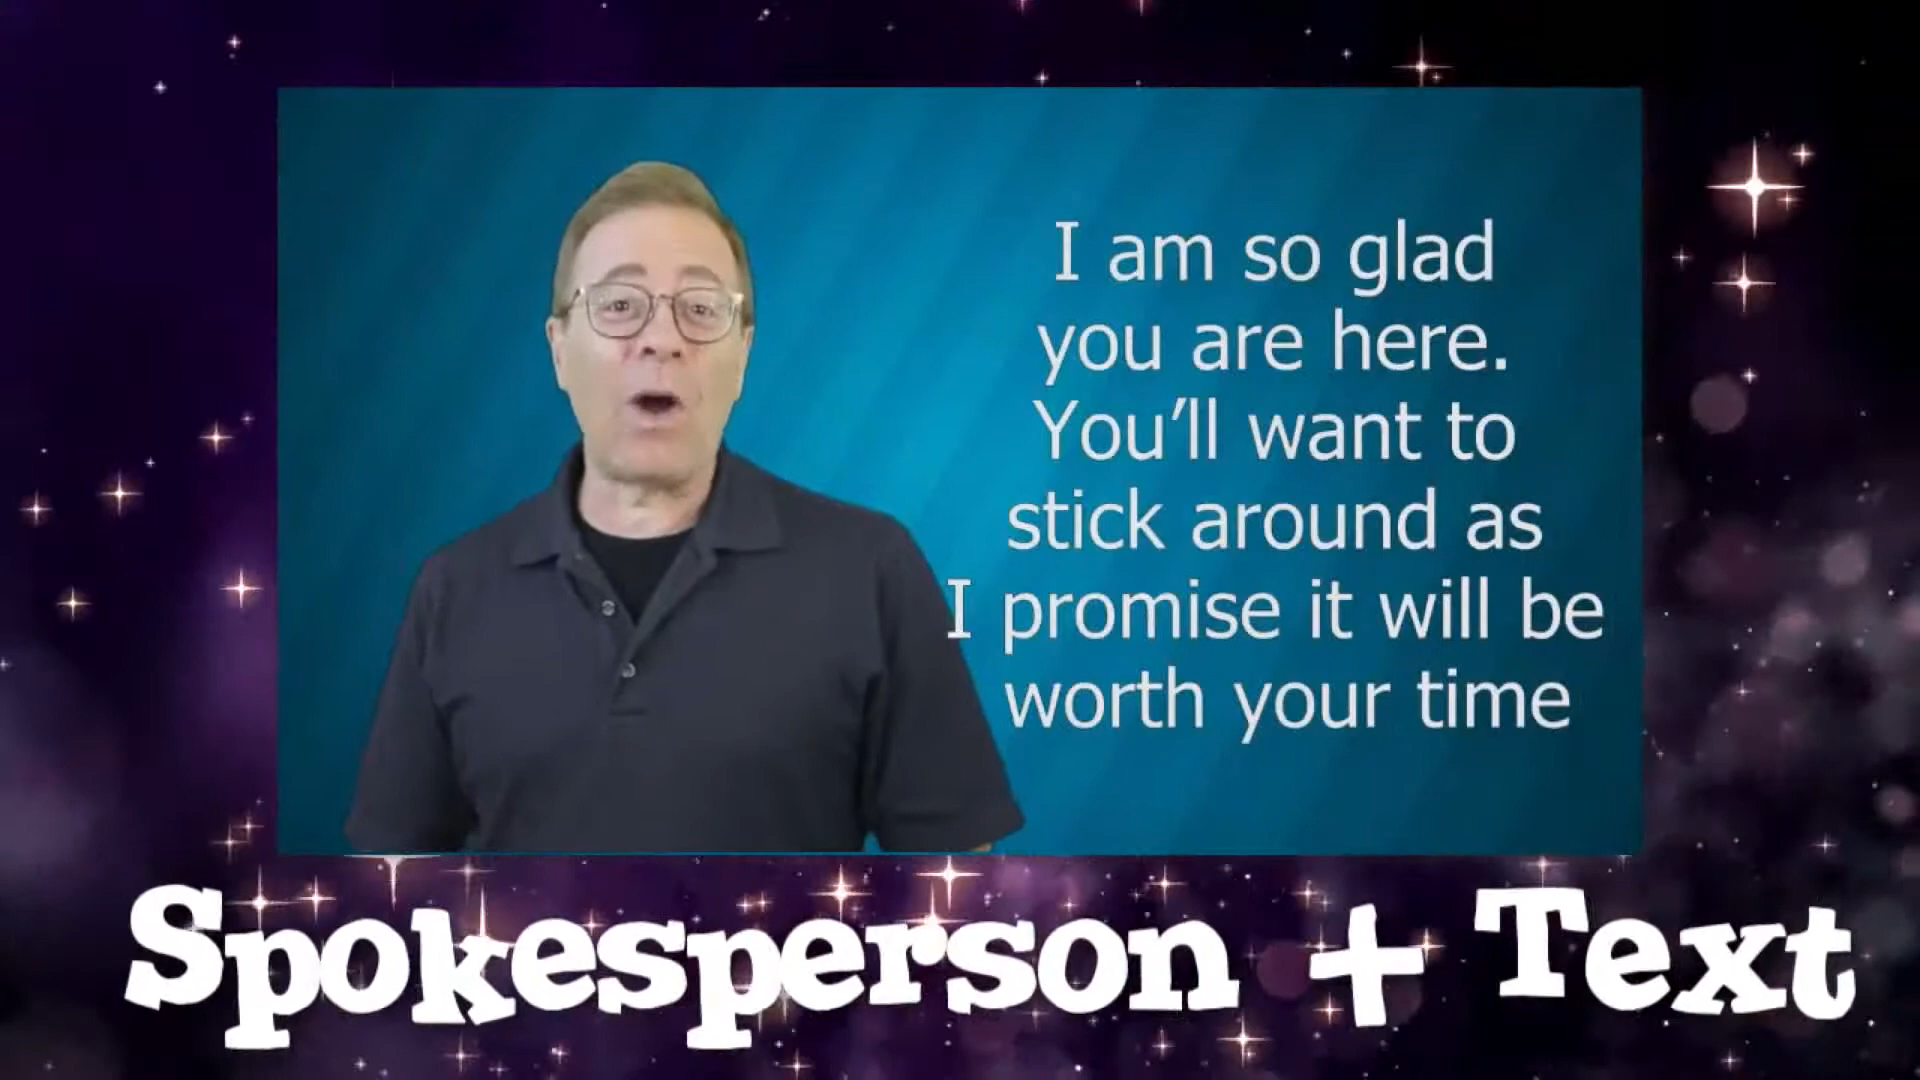 I am so glad
you are here.
You’ll want to
stick around as
I promise it will be
worth your time
Spokesperson + Text